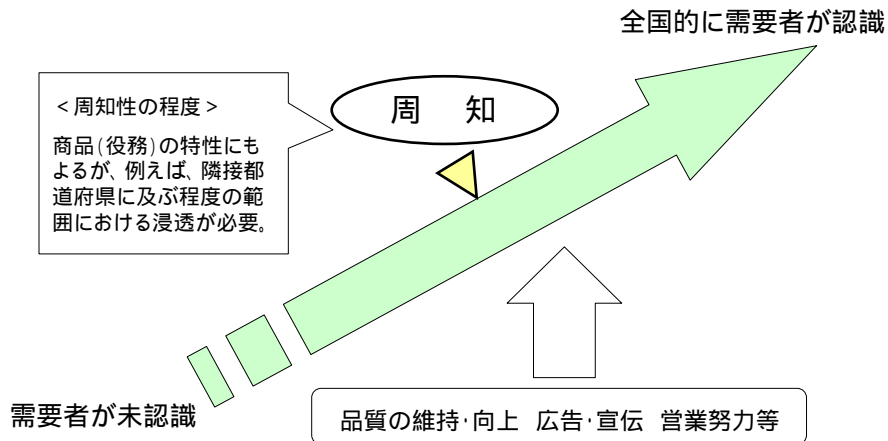 全国的に需要者が認識
<周知性の程度>
商品(役務)の特性にも
よるが、例えば、隣接都
道府県に及ぶ程度の範
囲における浸透が必要。
周 知
需要者が未認識
品質の維持・向上 広告・宣伝 営業努力等